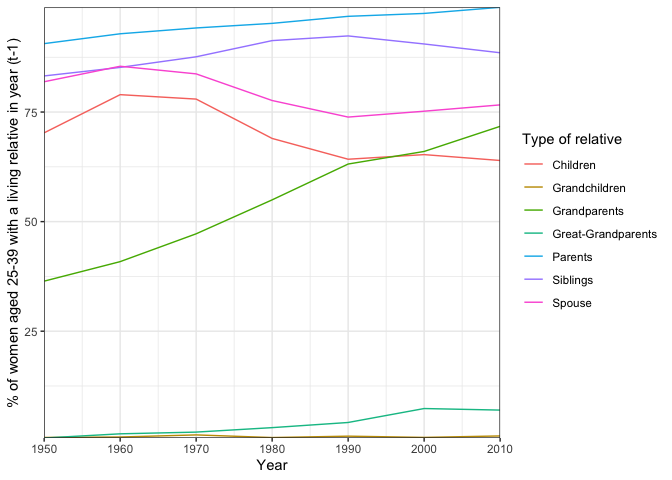 % of women aged 25-39 with a living relative in year (t-1)
75
50
25
1950 1960 1970 1980 1990 2000 2010
Year
Type of relative
Children
Grandchildren
Grandparents
Great-Grandparents
Parents
Siblings
Spouse